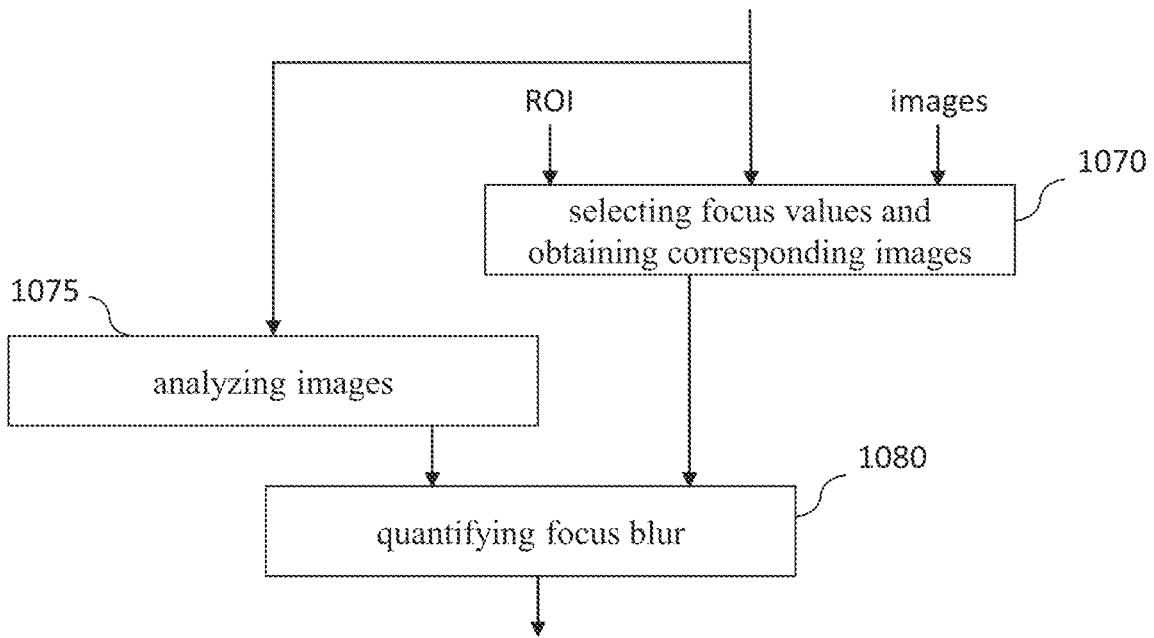 ROI
images
1070
selecting focus values and
obtaining corresponding images
1075
analyzing images
1080
quantifying focus blur